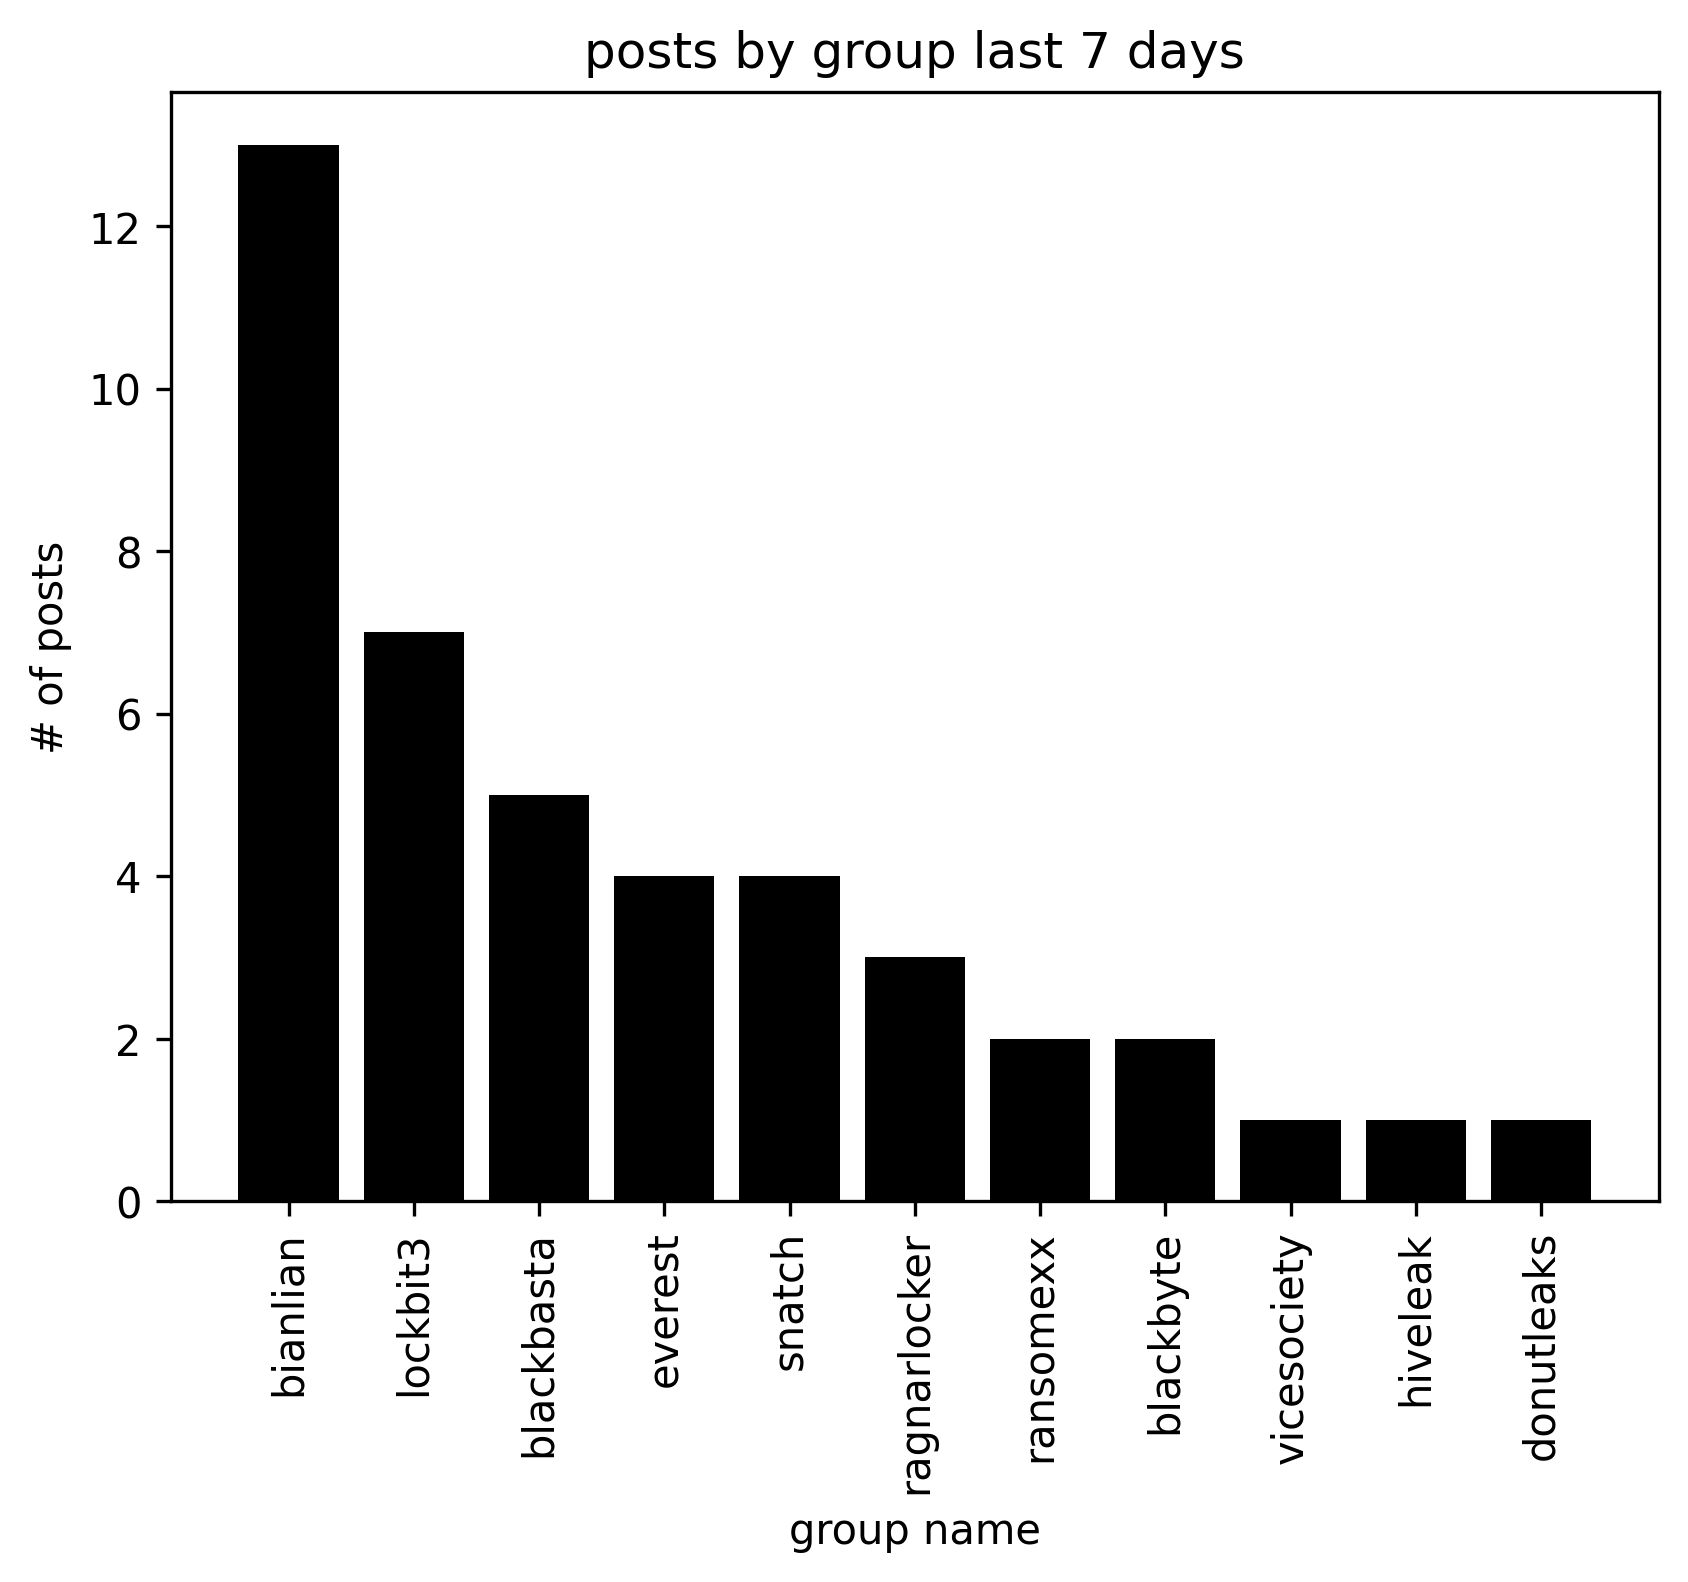 posts by group last 7 days
# of posts
12
10
8
6
4
2
0
bianlian
lockbit3
blackbasta
everest
snatch
ragnarlocker
ransomexx
blackbyte
vicesociety
hiveleak
donutleaks
group name